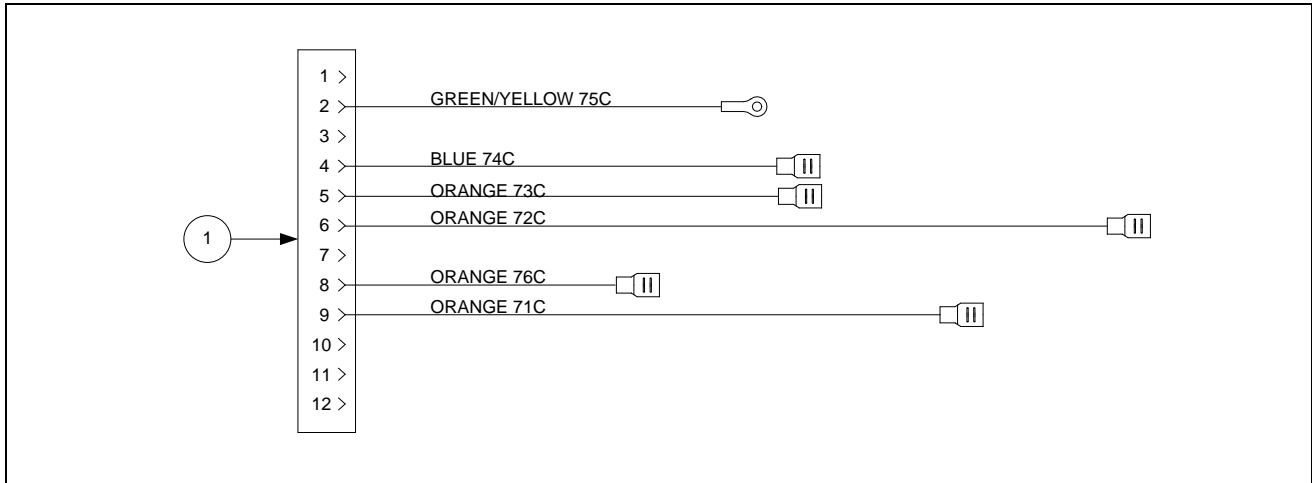 1
2 GREEN/YELLOW 75C
3
4 BLUE 74C
5 ORANGE 73C
6 ORANGE 72C
1
7
8 ORANGE 76C
9 ORANGE 71C
10
11
12